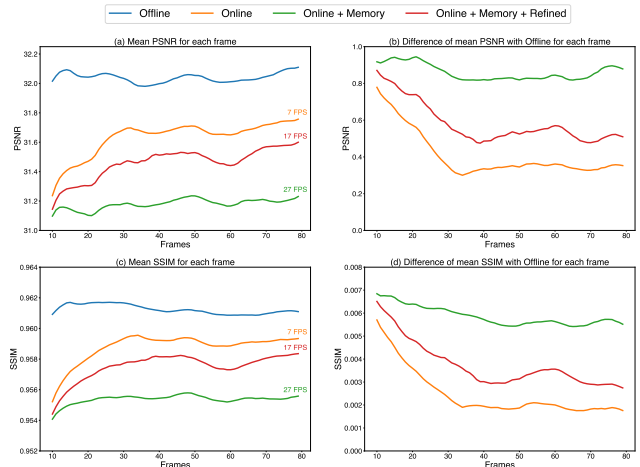 Offline Online Online + Memory Online + Memory + Refined
(a) Mean PSNR for each frame
PSNR
32.2
32.0
31.8
31.6
31.4
31.2
31.0
7 FPS
17 FPS
27 FPS
10 20 30 40 50 60 70 80
Frames
(b) Difference of mean PSNR with Offline for each frame
PSNR
1.0
0.8
0.6
0.4
0.2
0.0
10 20 30 40 50 60 70 80
Frames
(c) Mean SSIM for each frame
SSIM
0.964
0.962
0.960
0.958
0.956
0.954
0.952
7 FPS
17 FPS
27 FPS
10 20 30 40 50 60 70 80
Frames
(d) Difference of mean SSIM with Offline for each frame
SSIM
0.008
0.007
0.006
0.005
0.004
0.003
0.002
0.001
0.000
10 20 30 40 50 60 70 80
Frames